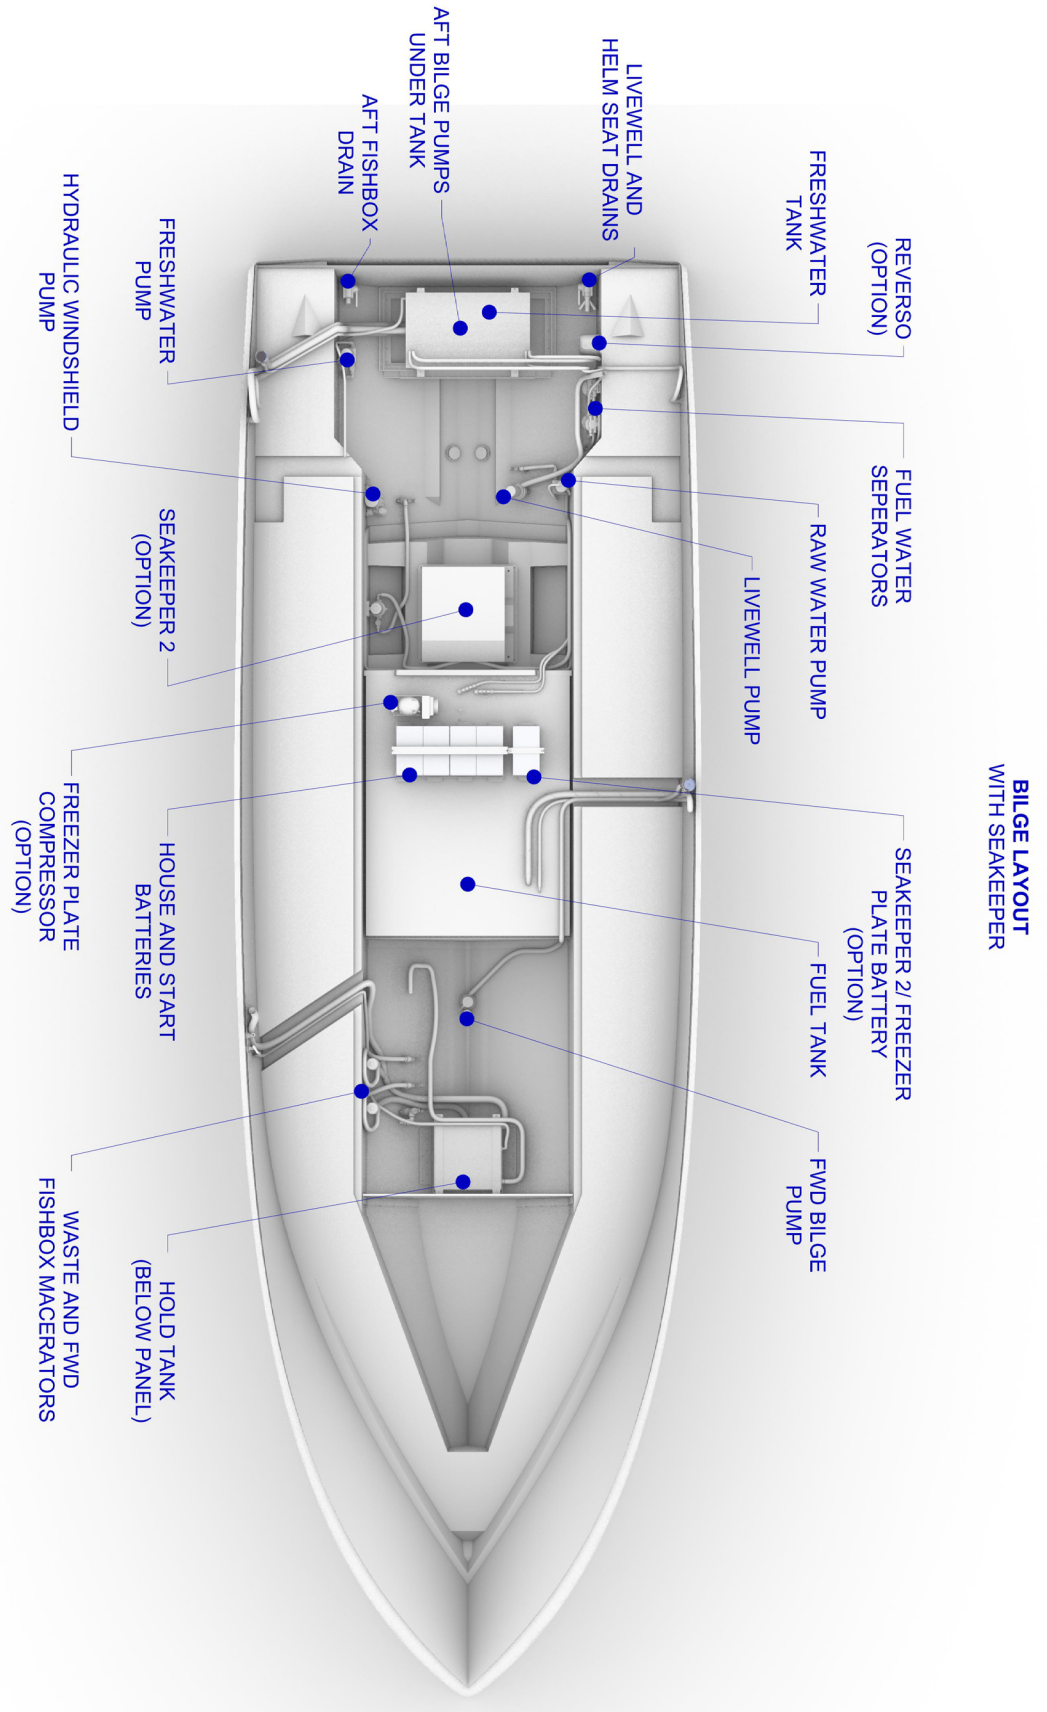 BILGE LAYOUT
WITH SEAKEEPER
REVERSO
(OPTION)
FUEL WATER
SEPERATORS
SEAKEEPER 2/ FREEZER
PLATE BATTERY
(OPTION)
FRESHWATER
TANK
RAW WATER PUMP
FUEL TANK
FWD BILGE
PUMP
LIVEWELL PUMP
LIVEWELL AND
HELM SEAT DRAINS
AFT BILGE PUMPS
UNDER TANK
AFT FISHBOX
DRAIN
FRESHWATER
PUMP
SEAKEEPER 2
(OPTION)
HOUSE AND START
BATTERIES
HOLD TANK
(BELOW PANEL)
HYDRAULIC WINDSHIELD
PUMP
FREEZER PLATE
COMPRESSOR
(OPTION)
WASTE AND FWD
FISHBOX MACERATORS